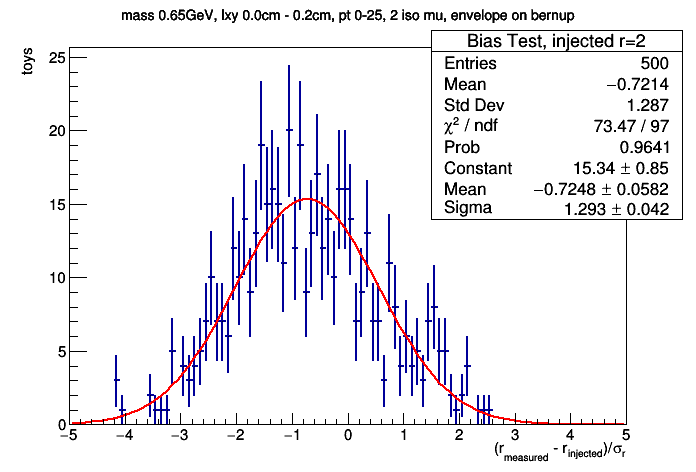 mass 0.65GeV, lxy 0.0cm - 0.2cm, pt 0-25, 2 iso mu, envelope on bernup
Bias Test, injected r=2
Entries 500
Mean −0.7214
Std Dev 1.287
χ² / ndf 73.47 / 97
Prob 0.9641
Constant 15.34 ± 0.85
Mean −0.7248 ± 0.0582
Sigma 1.293 ± 0.042
toys
25
20
15
10
5
0
−5 −4 −3 −2 −1 0 1 2 3 4 5
(r_measured - r_injected)/σ_r